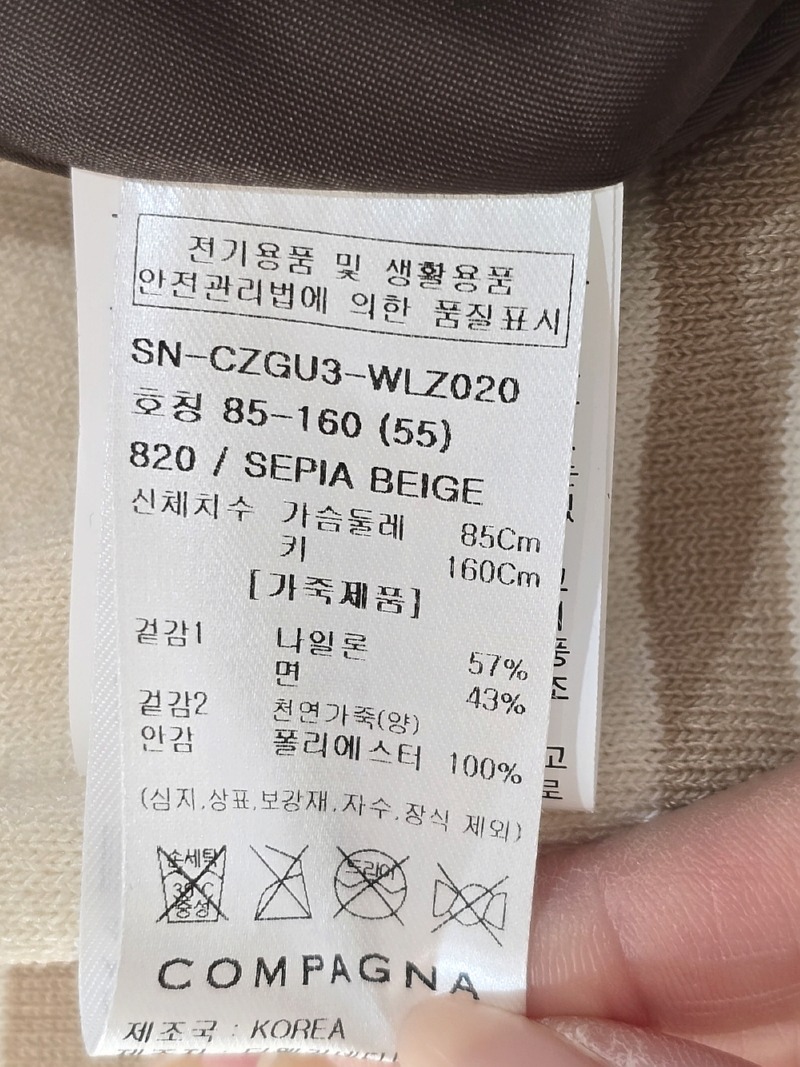 전기용품 및 생활용품
안전관리법에 의한 품질표시
SN-CZGU3-WLZ020
호칭 85-160 (55)
820 / SEPIA BEIGE
신체치수 가슴둘레 85Cm
키 160Cm
[가죽제품]
겉감1 나일론 57%
면 43%
겉감2 천연가죽(양)
안감 폴리에스터 100%
(심지,상표,보강재,자수,장식 제외)
손세탁 드라이
30°C
중성
COMPAGNA
제조국 : KOREA